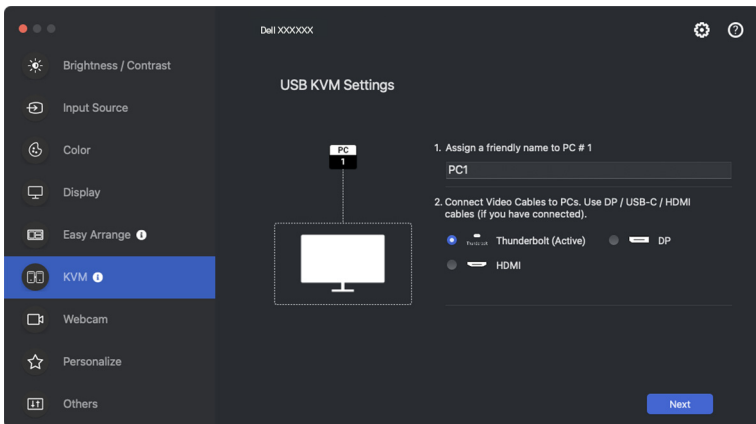 Dell XXXXXX
Brightness / Contrast
Input Source
Color
Display
Easy Arrange
KVM
Webcam
Personalize
Others
USB KVM Settings
PC
1
1. Assign a friendly name to PC # 1
PC1
2. Connect Video Cables to PCs. Use DP / USB-C / HDMI
cables (if you have connected).
Thunderbolt (Active)
DP
HDMI
Next